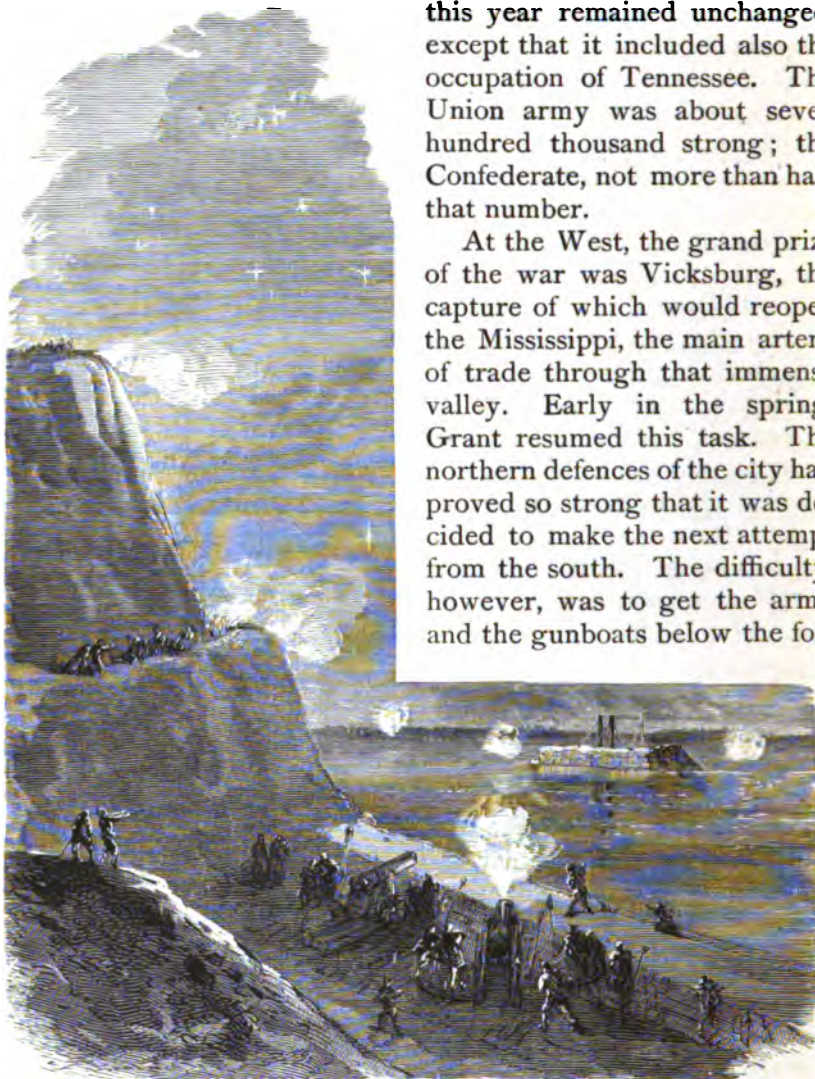 this year remained unchange
except that it included also th
occupation of Tennessee. Th
Union army was about seve
hundred thousand strong; th
Confederate, not more than ha
that number.
At the West, the grand priz
of the war was Vicksburg, th
capture of which would reope
the Mississippi, the main arter
of trade through that immens
valley. Early in the spring
Grant resumed this task. Th
northern defences of the city ha
proved so strong that it was de
cided to make the next attemp
from the south. The difficult
however, was to get the arm
and the gunboats below the fo